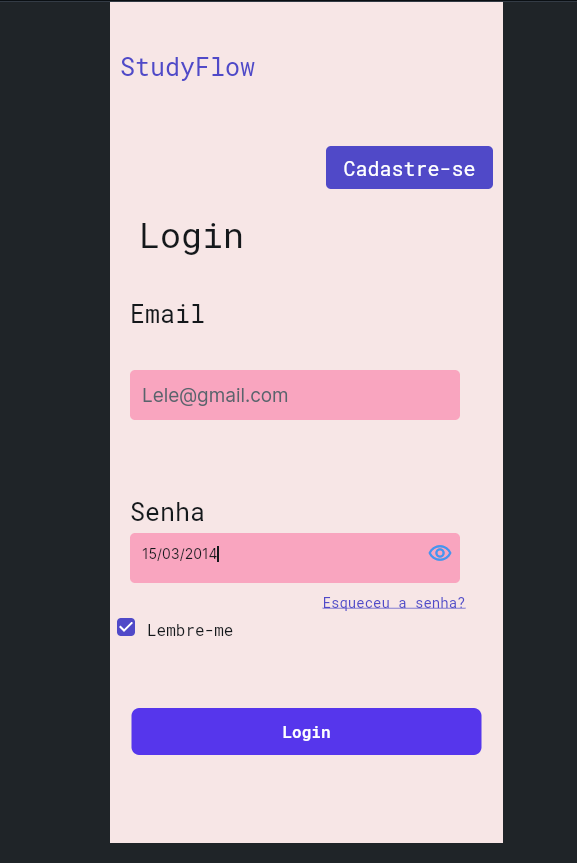 StudyFlow
Cadastre-se
Login
Email
Lele@gmail.com
Senha
15/03/2014
Esqueceu a senha?
Lembre-me
Login